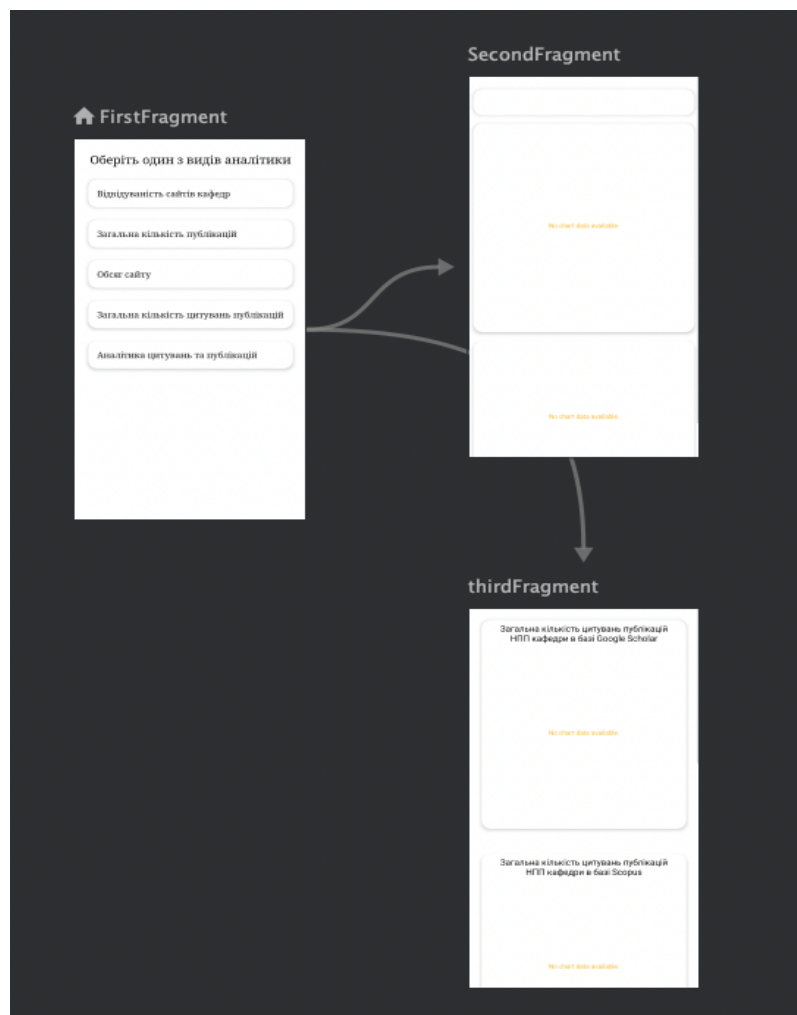 SecondFragment
FirstFragment
Оберіть один з видів аналітики
Відвідуваність сайтів кафедр
Загальна кількість публікацій
Обсяг сайту
Загальна кількість цитувань публікацій
Аналітика цитувань та публікацій
No chart data available.
No chart data available.
thirdFragment
Загальна кількість цитувань публікацій
НПП кафедри в базі Google Scholar
No chart data available.
Загальна кількість цитувань публікацій
НПП кафедри в базі Scopus
No chart data available.